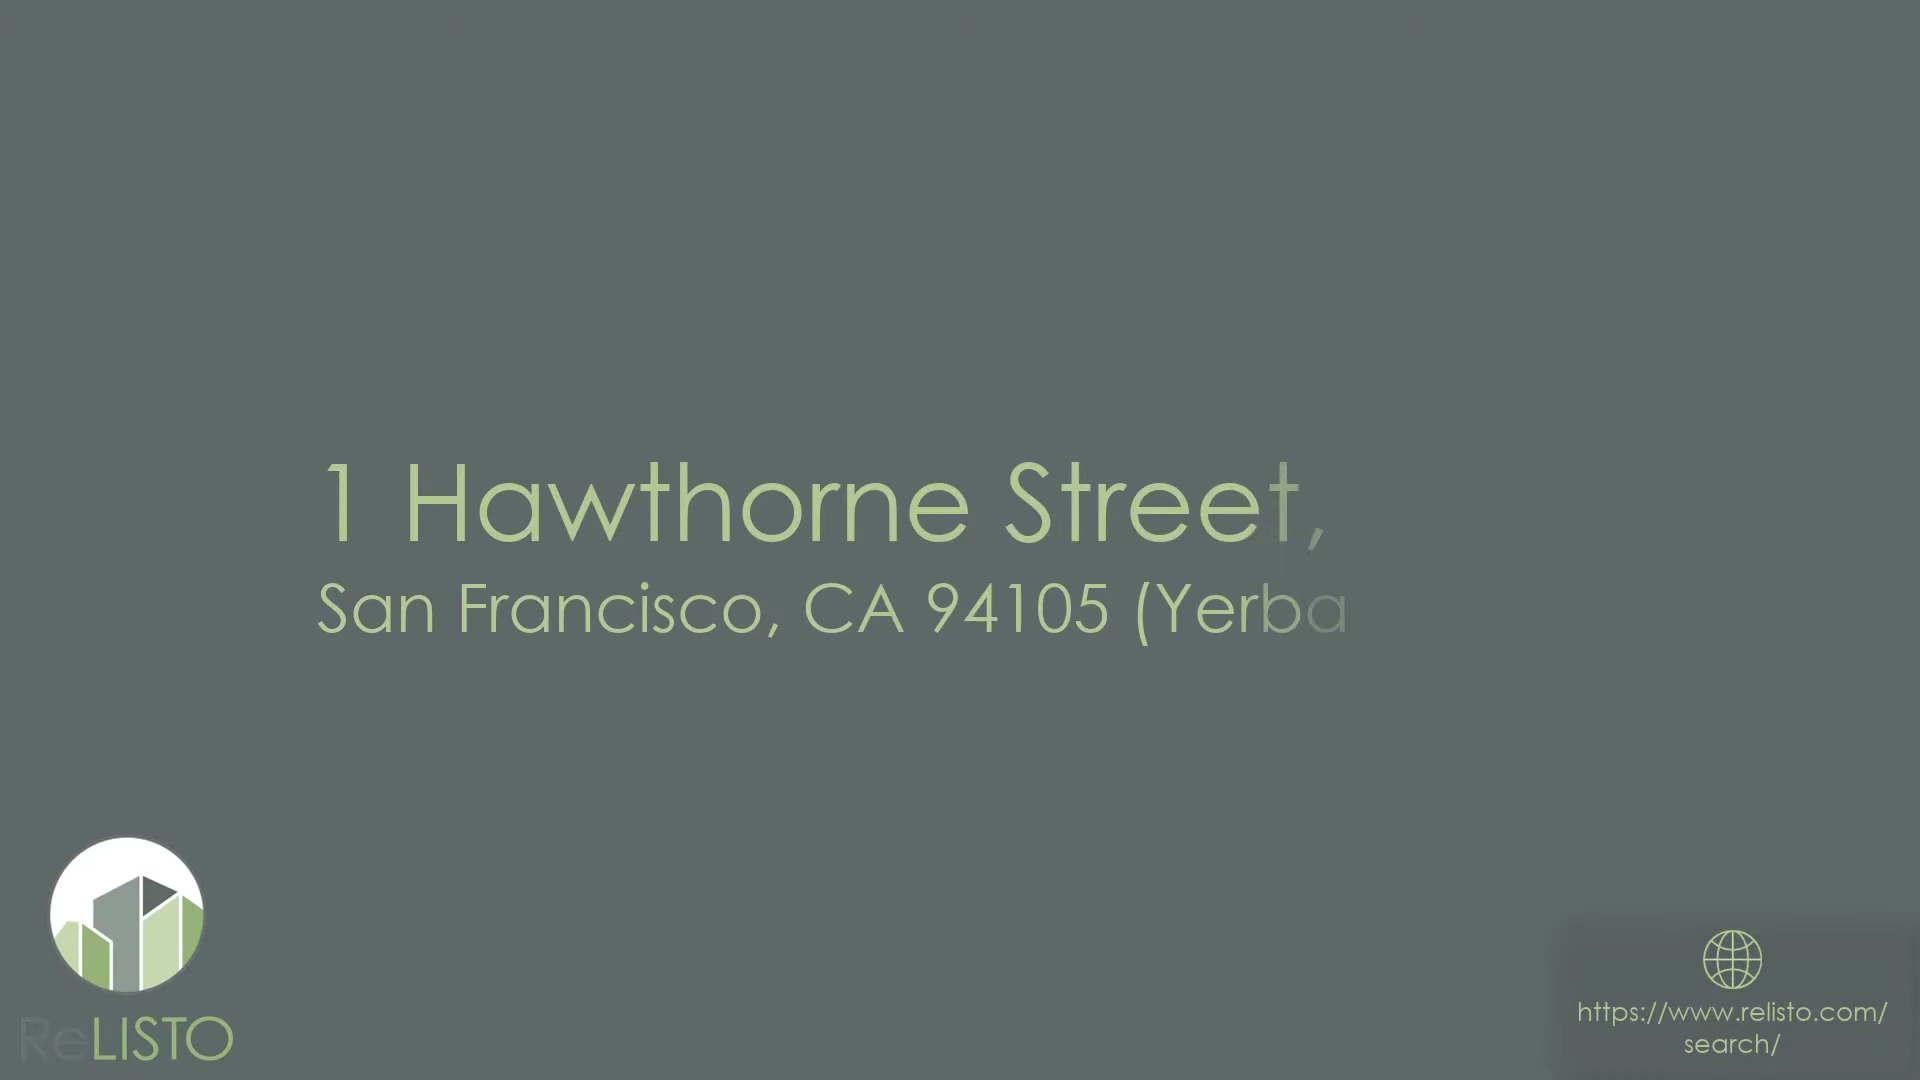 1 Hawthorne Street,
San Francisco, CA 94105 (Yerba
ReLISTO
https://www.relisto.com/
search/